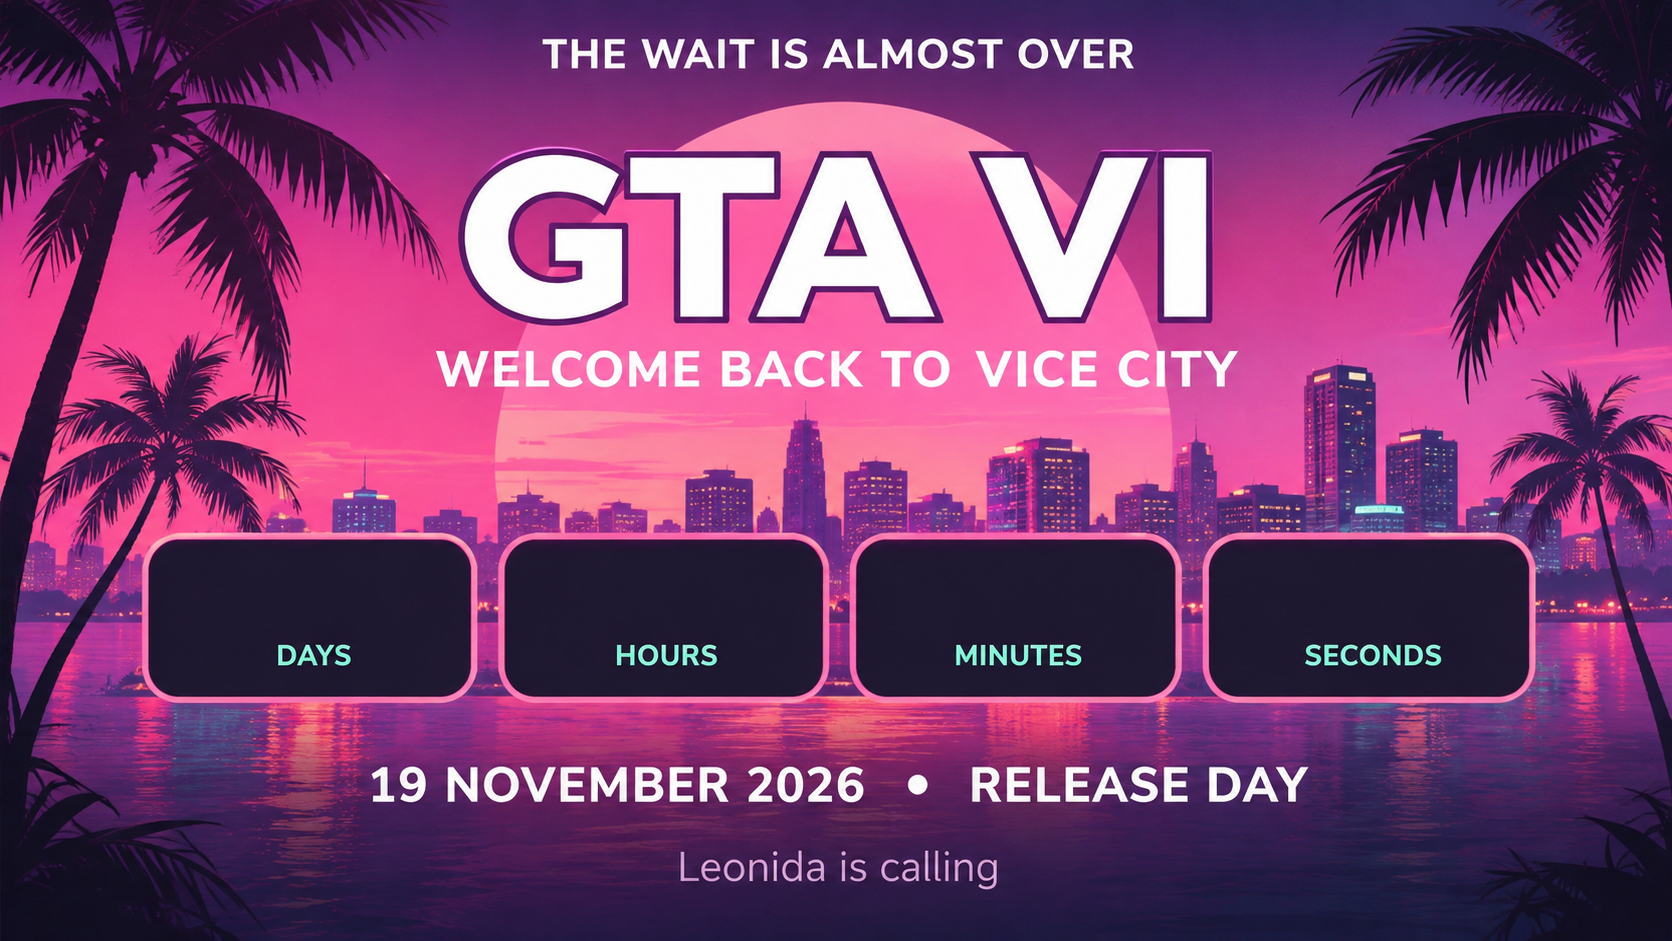 THE WAIT IS ALMOST OVER
GTA VI
WELCOME BACK TO VICE CITY
DAYS
HOURS
MINUTES
SECONDS
19 NOVEMBER 2026 • RELEASE DAY
Leonida is calling